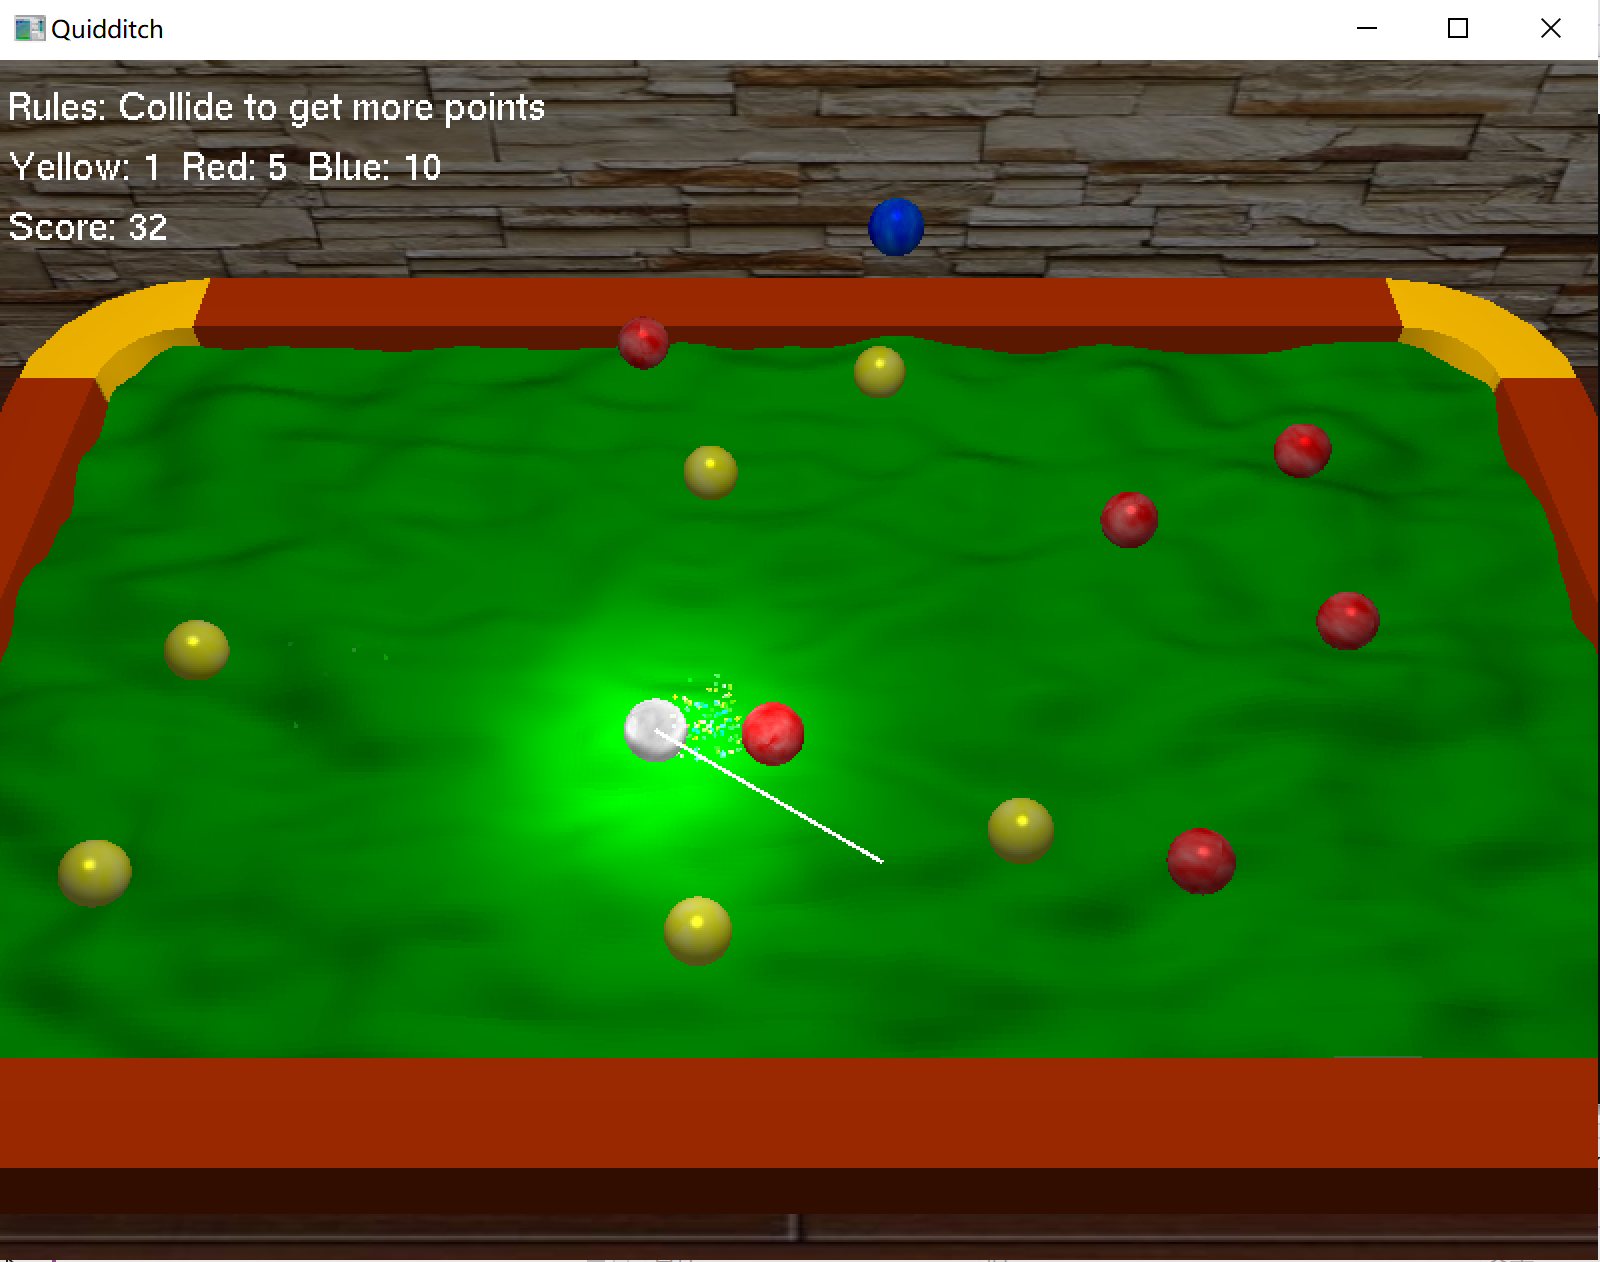 Quidditch
Rules: Collide to get more points
Yellow: 1 Red: 5 Blue: 10
Score: 32